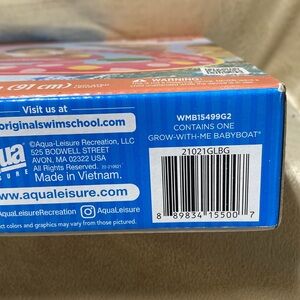 (91 cm)
WARNING:
Visit us at
originalswimschool.com
©Aqua-Leisure Recreation, LLC
525 BODWELL STREET
AVON, MA 02322 USA
All Rights Reserved.
Made in Vietnam.
www.aqualeisure.com
AquaLeisureRecreation AquaLeisure
ct colors and graphics may vary from those pictured.
WMB15499G2
CONTAINS ONE
GROW-WITH-ME BABYBOAT®
21021GLBG
8 89834 15500 7